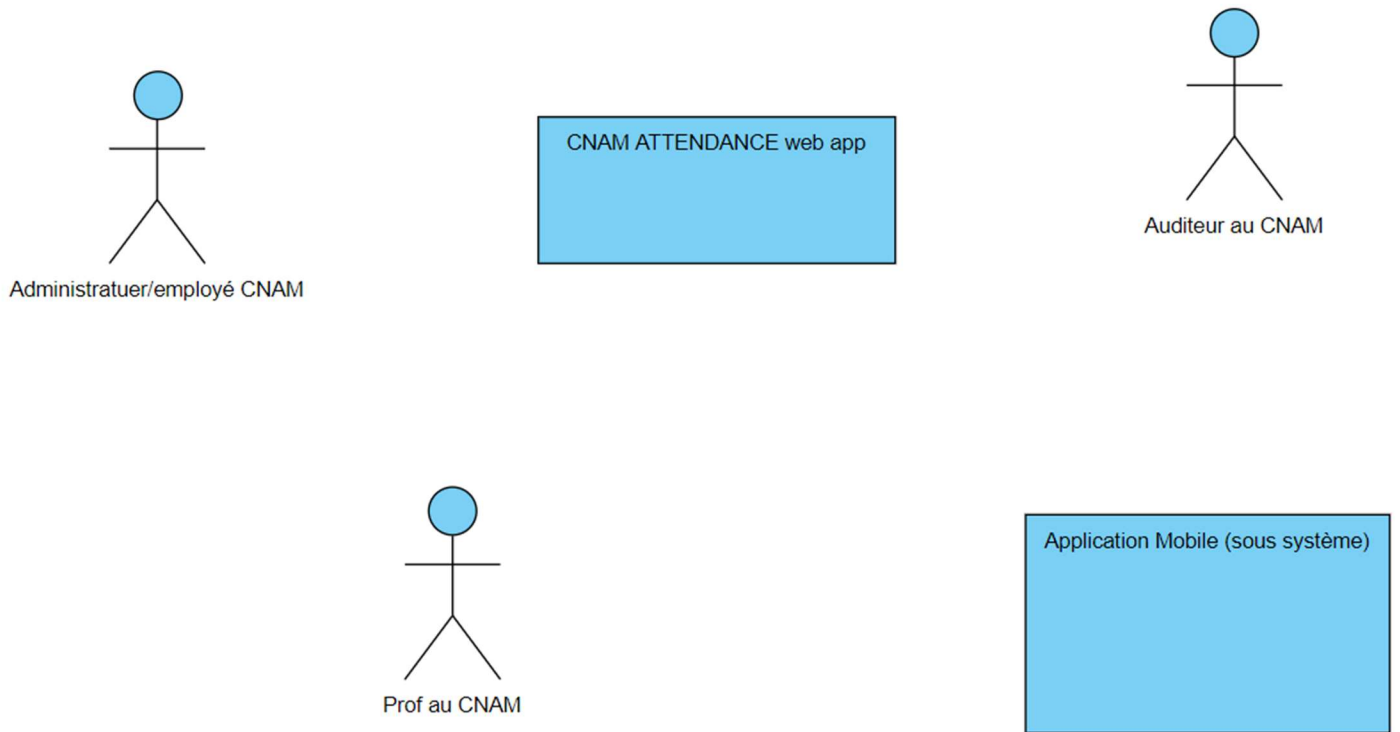 Auditeur au CNAM
CNAM ATTENDANCE web app
Administratuer/employé CNAM
Application Mobile (sous système)
Prof au CNAM